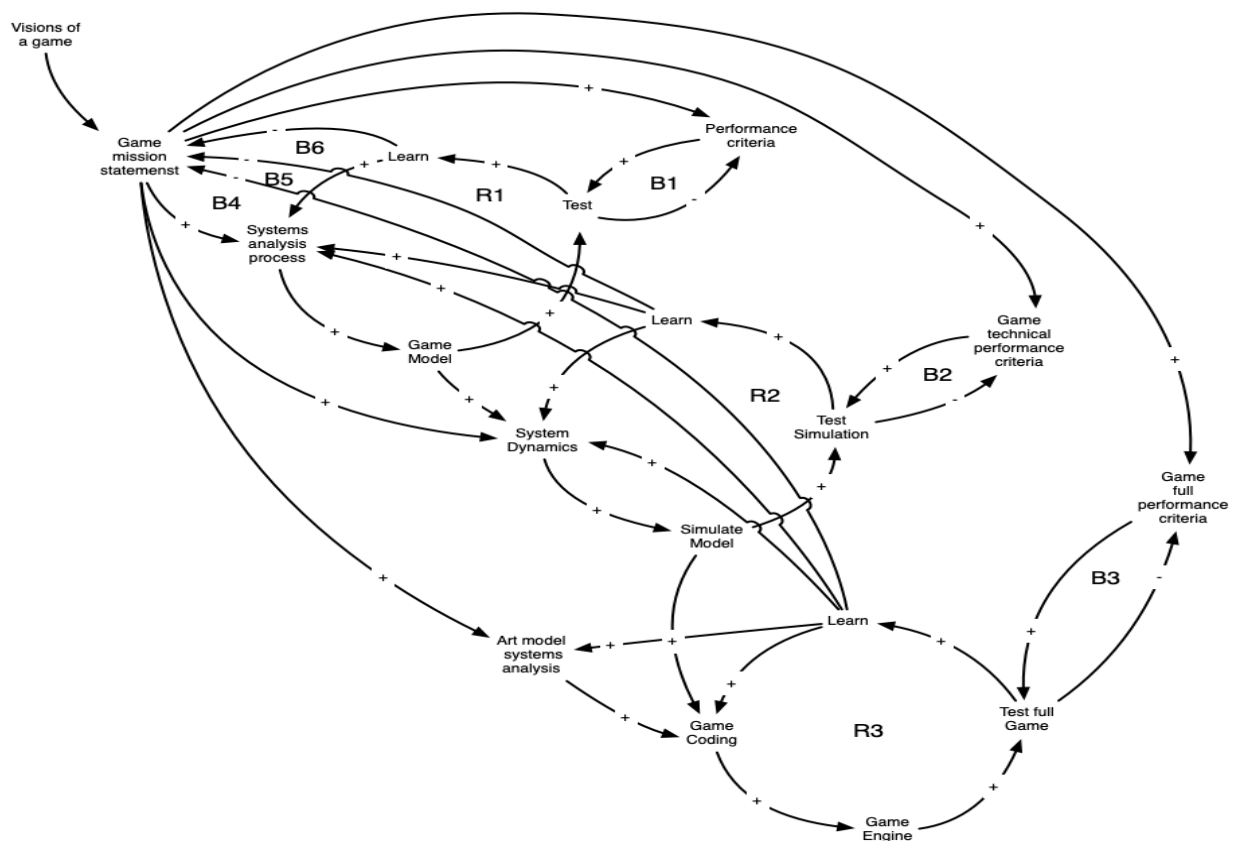 Visions of
a game
Game
mission
statemenst
+
Performance
criteria
-
B6
Learn
+
+
+
B1
-
B5
-
R1
Test
-
B4
+
Systems
analysis
process
+
+
+
+
+
Game
Model
Learn
+
Game
technical
performance
criteria
+
B2
-
+
+
+
+
R2
Test
Simulation
+
System
Dynamics
+
+
+
Simulate
Model
Game
full
performance
criteria
+
B3
-
+
Learn
+
+
Art model
systems
analysis
+
+
+
+
Game
Coding
R3
Test full
Game
+
+
Game
Engine